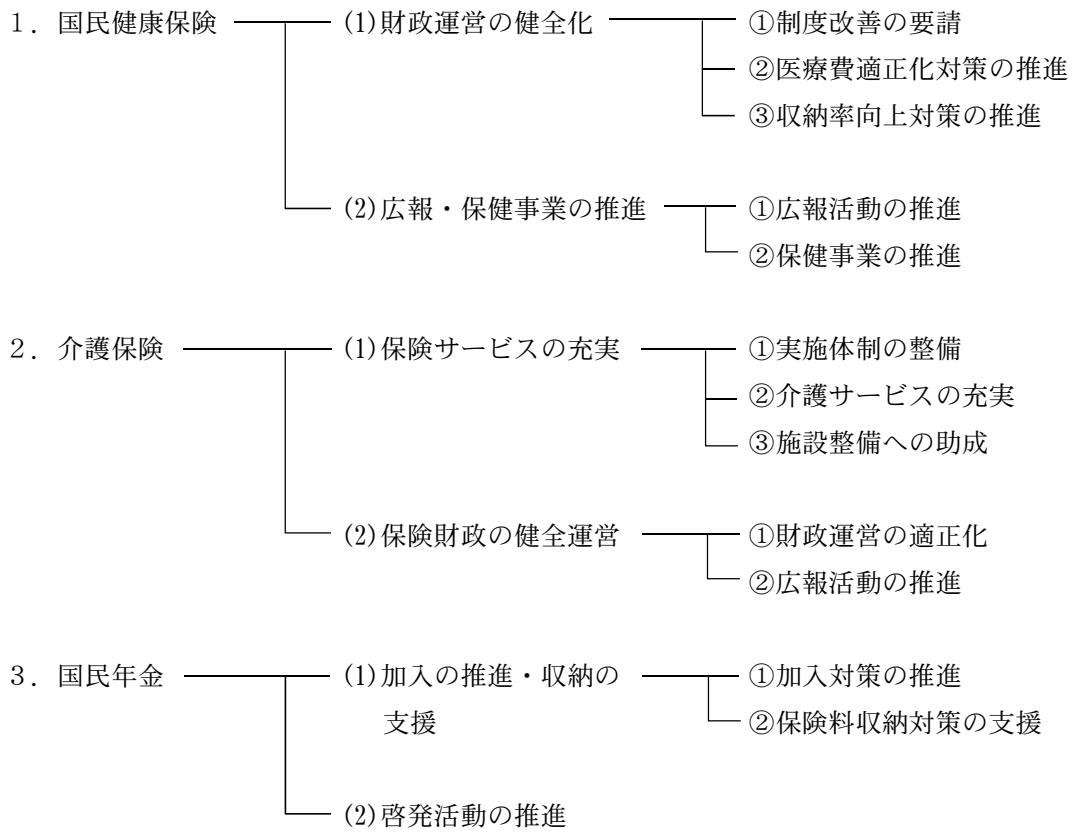 １．国民健康保険 (1)財政運営の健全化 ①制度改善の要請
②医療費適正化対策の推進
③収納率向上対策の推進
(2)広報・保健事業の推進 ①広報活動の推進
②保健事業の推進
２．介護保険 (1)保険サービスの充実 ①実施体制の整備
②介護サービスの充実
③施設整備への助成
(2)保険財政の健全運営 ①財政運営の適正化
②広報活動の推進
３．国民年金 (1)加入の推進・収納の ①加入対策の推進
支援 ②保険料収納対策の支援
(2)啓発活動の推進